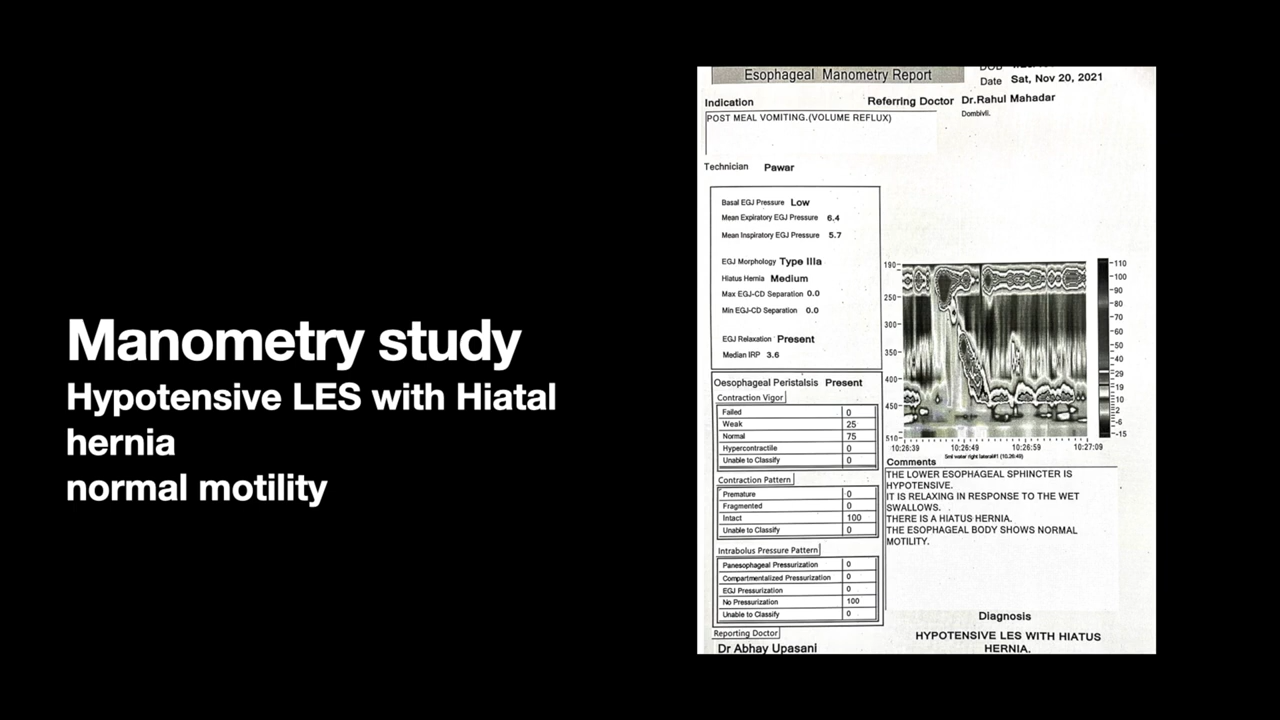 Manometry study
Hypotensive LES with Hiatal
hernia
normal motility
Esophageal Manometry Report
DOB
Date Sat, Nov 20, 2021
Indication
Referring Doctor Dr.Rahul Mahadar
Dombivli.
POST MEAL VOMITING.(VOLUME REFLUX)
Technician Pawar
Basal EGJ Pressure Low
Mean Expiratory EGJ Pressure 6.4
Mean Inspiratory EGJ Pressure 5.7
EGJ Morphology Type IIIa
Hiatus Hernia Medium
Max EGJ-CD Separation 0.0
Min EGJ-CD Separation 0.0
EGJ Relaxation Present
Median IRP 3.6
Oesophageal Peristalsis Present
Contraction Vigor
Failed 0
Weak 25
Normal 75
Hypercontractile 0
Unable to Classify 0
Contraction Pattern
Premature 0
Fragmented 0
Intact 100
Unable to Classify 0
Intrabolus Pressure Pattern
Panesophageal Pressurization 0
Compartmentalized Pressurization 0
EGJ Pressurization 0
No Pressurization 100
Unable to Classify 0
Reporting Doctor
Dr Abhay Upasani
190
250
300
350
400
450
510
110
100
90
80
70
60
50
40
29
19
10
2
-6
-15
10:26:39 10:26:49 10:26:59 10:27:09
5ml water right lateral#1 (10:26:49)
Comments
THE LOWER ESOPHAGEAL SPHINCTER IS
HYPOTENSIVE.
IT IS RELAXING IN RESPONSE TO THE WET
SWALLOWS. .
THERE IS A HIATUS HERNIA.
THE ESOPHAGEAL BODY SHOWS NORMAL
MOTILITY.
Diagnosis
HYPOTENSIVE LES WITH HIATUS
HERNIA.